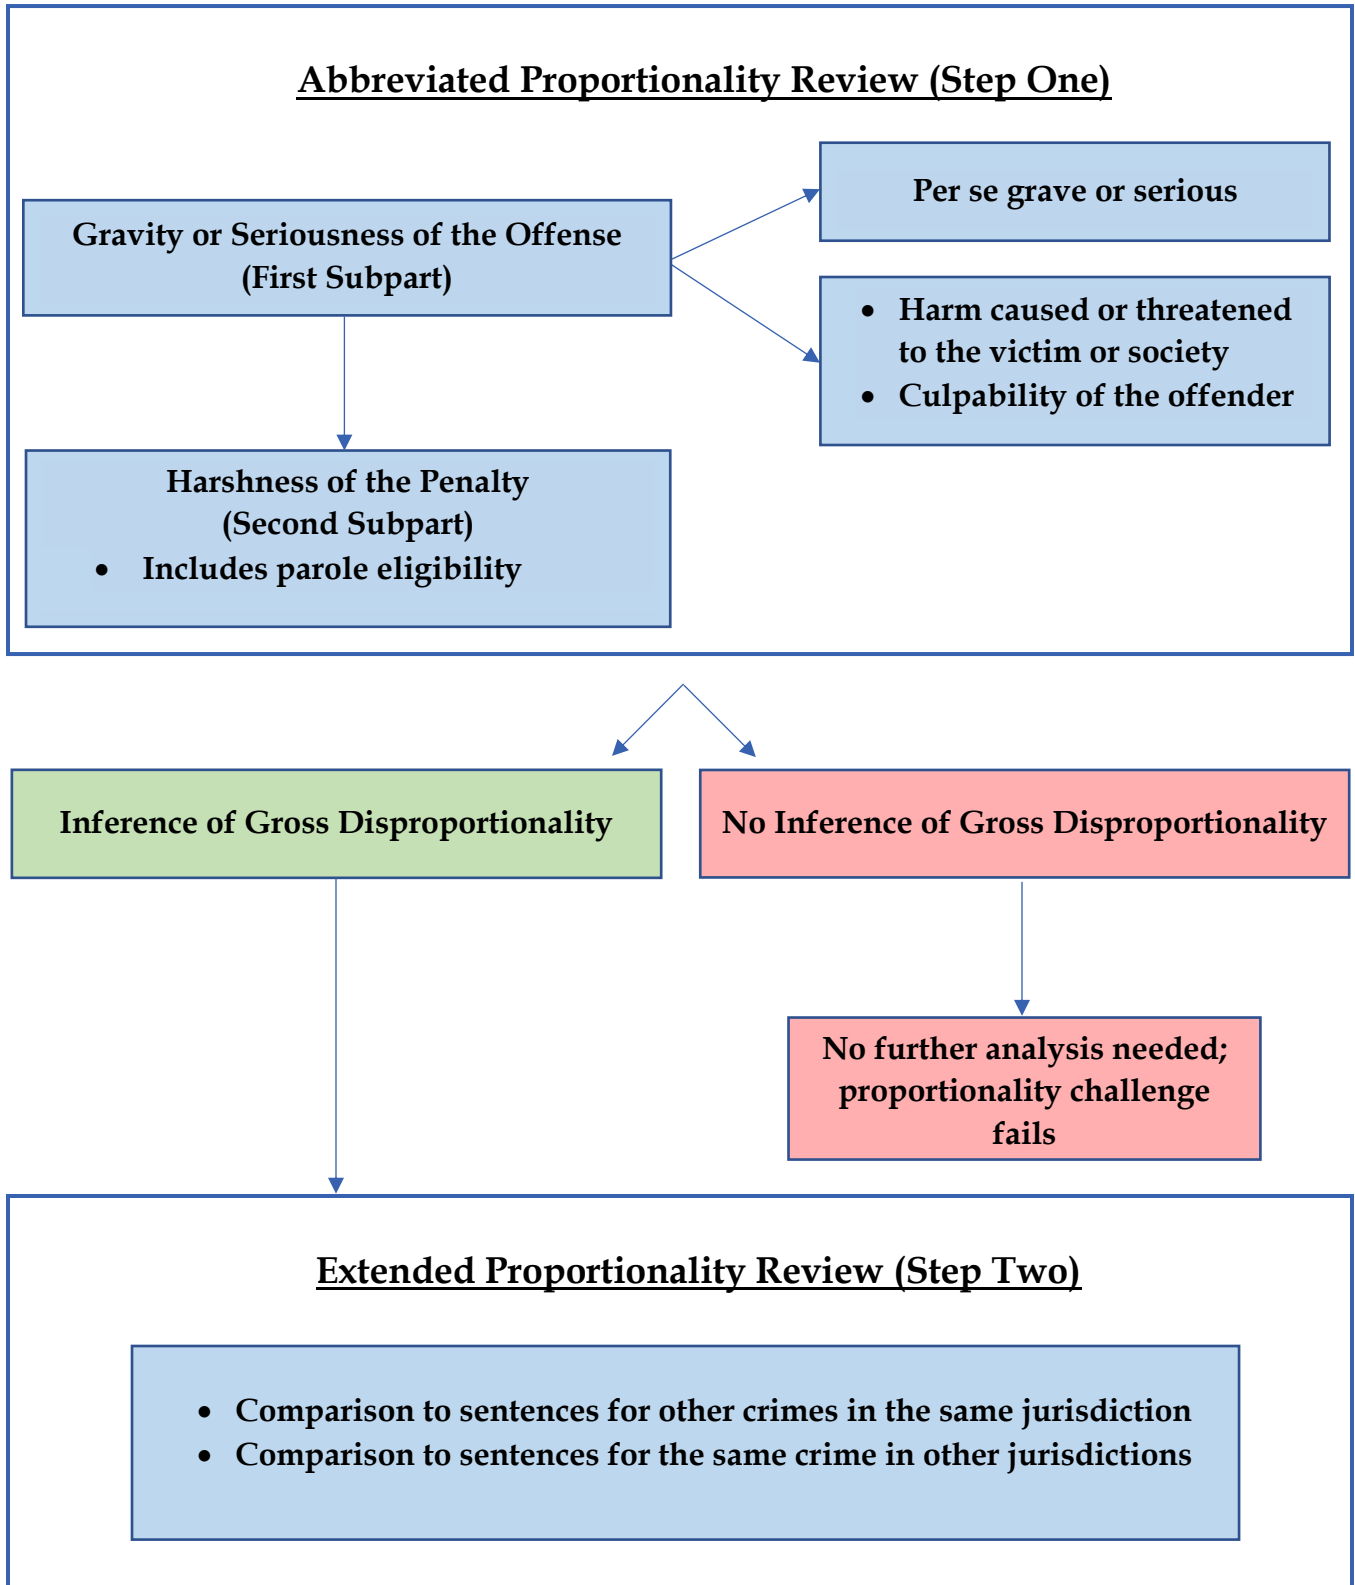 Abbreviated Proportionality Review (Step One)
Gravity or Seriousness of the Offense
(First Subpart)
Per se grave or serious
• Harm caused or threatened
to the victim or society
• Culpability of the offender
Harshness of the Penalty
(Second Subpart)
• Includes parole eligibility
Inference of Gross Disproportionality
No Inference of Gross Disproportionality
No further analysis needed;
proportionality challenge
fails
Extended Proportionality Review (Step Two)
• Comparison to sentences for other crimes in the same jurisdiction
• Comparison to sentences for the same crime in other jurisdictions